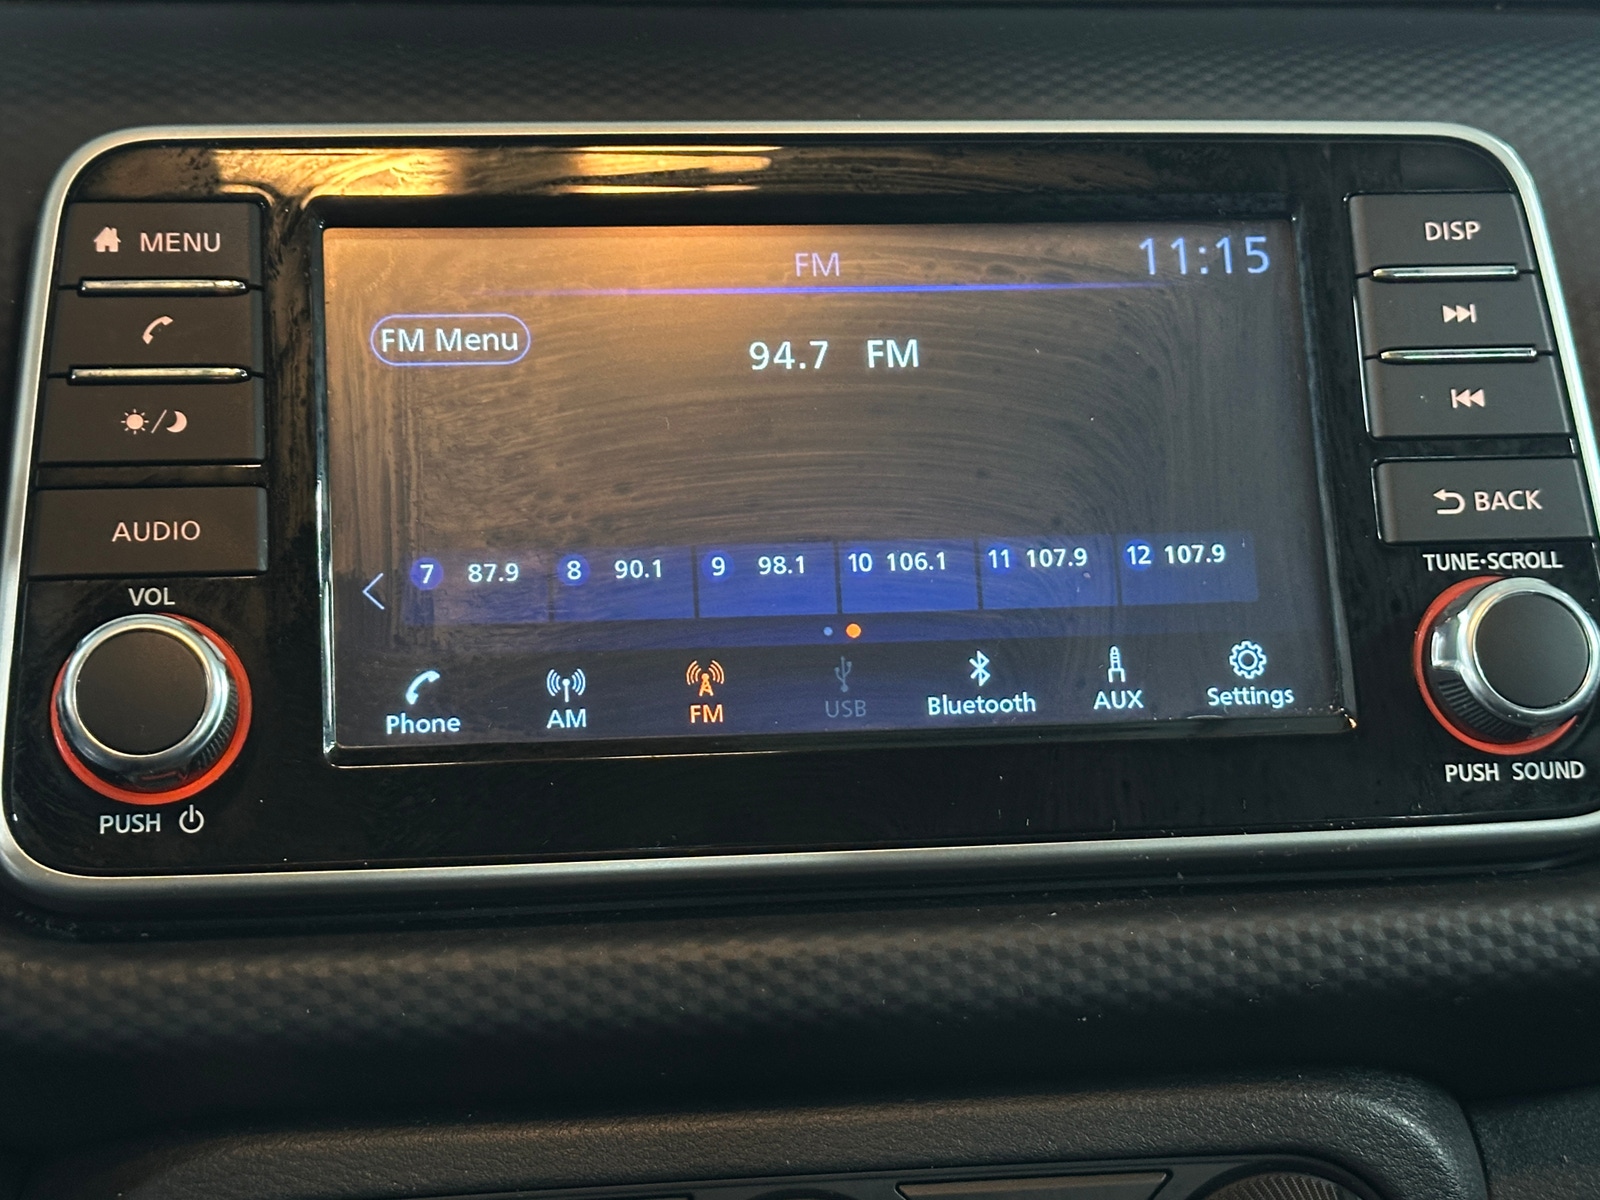 MENU
AUDIO
VOL
PUSH
FM
11:15
FM Menu
94.7 FM
7 87.9 8 90.1 9 98.1 10 106.1 11 107.9 12 107.9
Phone AM FM USB Bluetooth AUX Settings
DISP
BACK
TUNE·SCROLL
PUSH SOUND